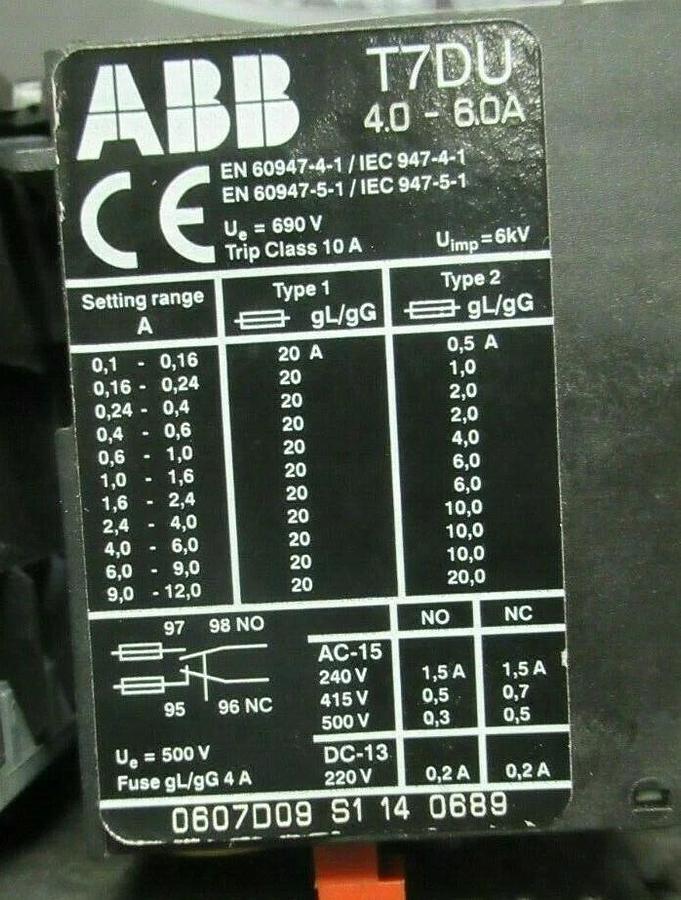 ABB T7DU
4.0 - 6.0A
CE EN 60947-4-1 / IEC 947-4-1
EN 60947-5-1 / IEC 947-5-1
Ue = 690 V
Trip Class 10 A Uimp=6kV
Setting range Type 1 Type 2
A gL/gG gL/gG
0,1 - 0,16 20 A 0,5 A
0,16 - 0,24 20 1,0
0,24 - 0,4 20 2,0
0,4 - 0,6 20 2,0
0,6 - 1,0 20 4,0
1,0 - 1,6 20 6,0
1,6 - 2,4 20 6,0
2,4 - 4,0 20 10,0
4,0 - 6,0 20 10,0
6,0 - 9,0 20 10,0
9,0 - 12,0 20 20,0
97 98 NO NO NC
AC-15
240 V 1,5 A 1,5 A
415 V 0,5 0,7
95 96 NC 500 V 0,3 0,5
Ue = 500 V DC-13
Fuse gL/gG 4 A 220 V 0,2 A 0,2 A
0607D09 S1 14 0689